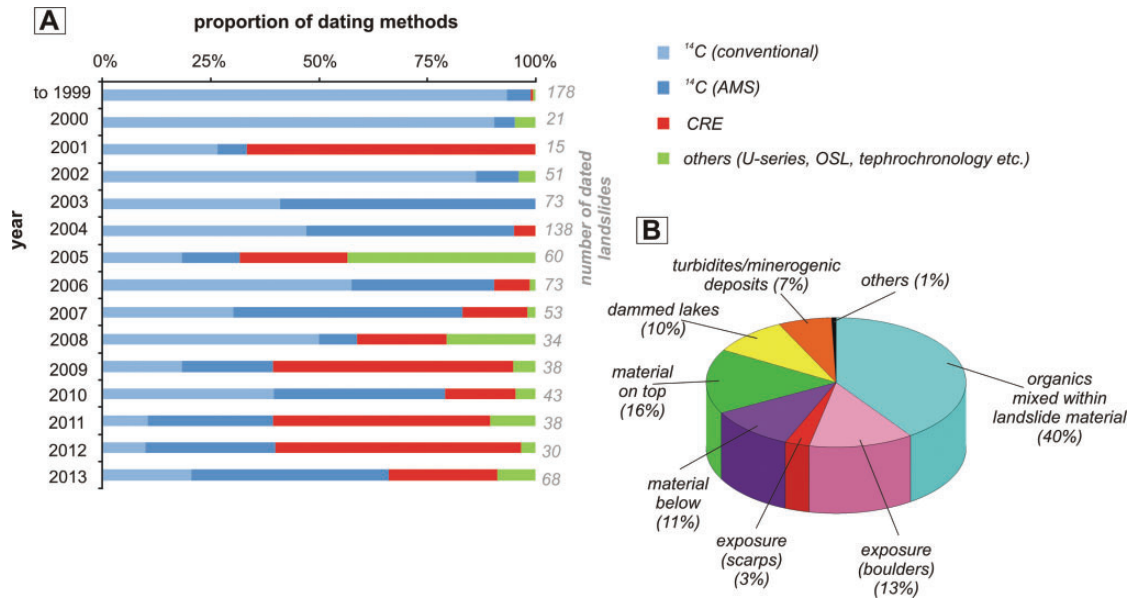 A
proportion of dating methods
0% 25% 50% 75% 100%
to 1999 178
2000 21
2001 15
2002 51
2003 73
2004 138
2005 60
2006 73
2007 53
2008 34
2009 38
2010 43
2011 38
2012 30
2013 68
year
number of dated
landslides
¹⁴C (conventional)
¹⁴C (AMS)
CRE
others (U-series, OSL, tephrochronology etc.)
B
turbidites/minerogenic
deposits (7%)
others (1%)
dammed lakes
(10%)
material
on top
(16%)
organics
mixed within
landslide material
(40%)
material
below
(11%)
exposure
(scarps)
(3%)
exposure
(boulders)
(13%)